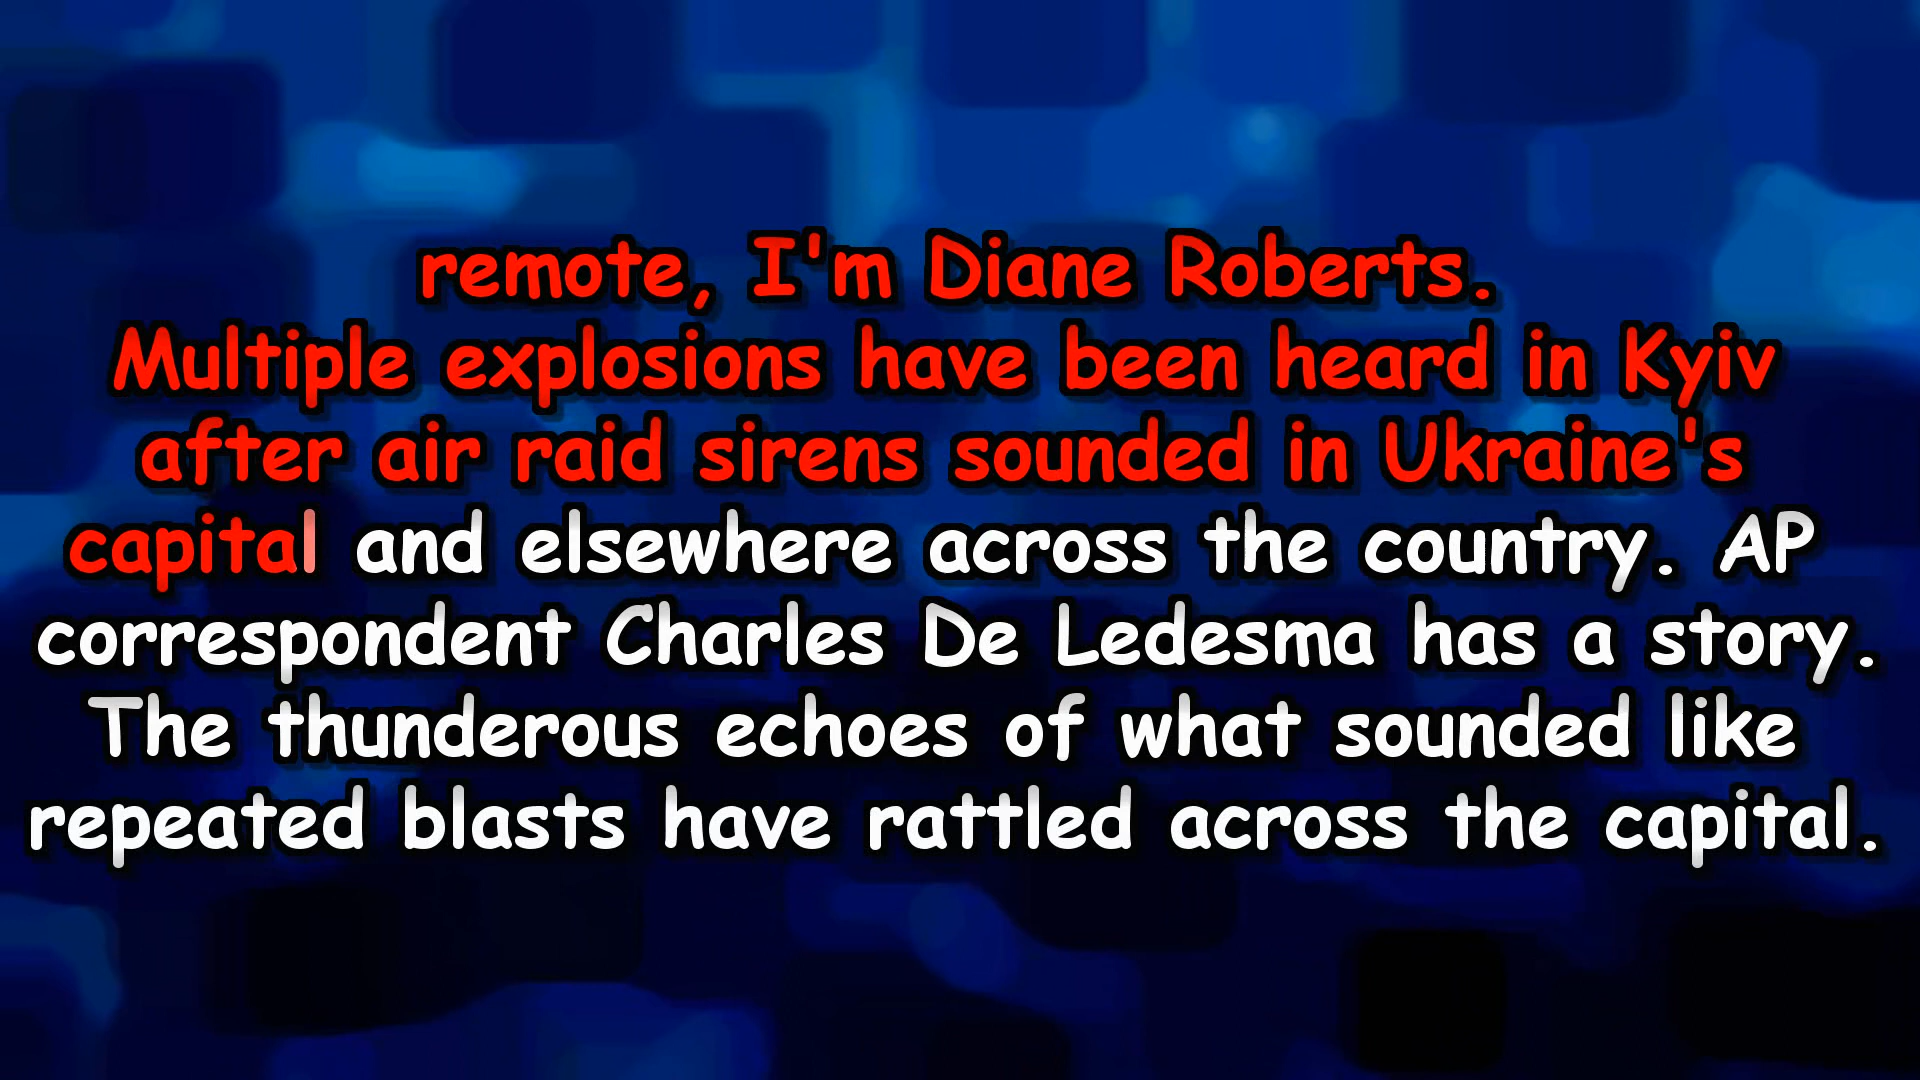 remote, I'm Diane Roberts.
Multiple explosions have been heard in Kyiv
after air raid sirens sounded in Ukraine's
capital and elsewhere across the country. AP
correspondent Charles De Ledesma has a story.
The thunderous echoes of what sounded like
repeated blasts have rattled across the capital.